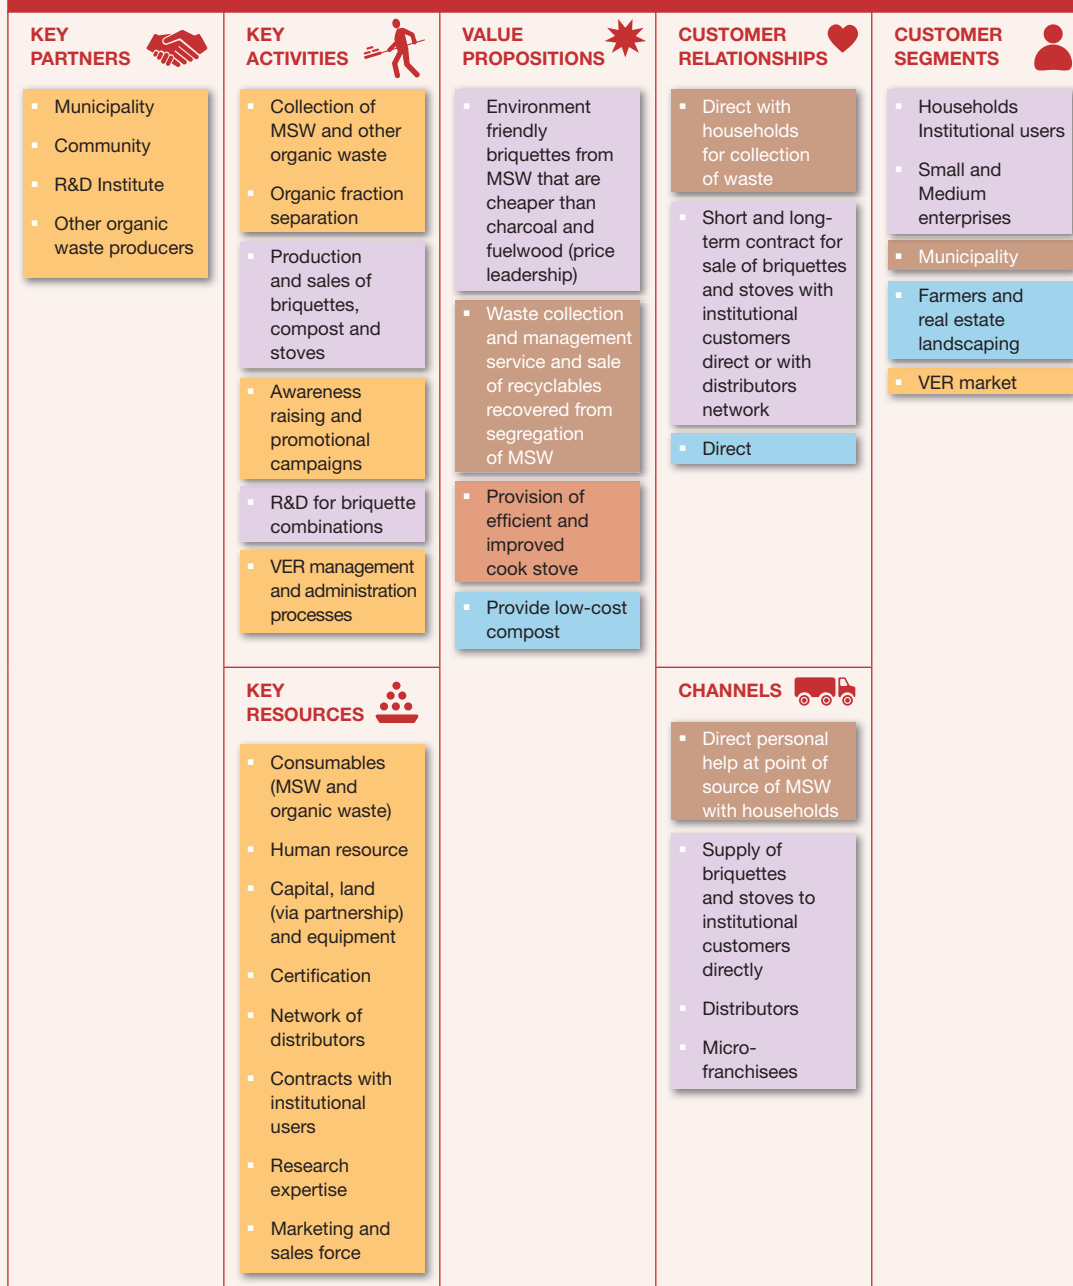 KEY
PARTNERS
Municipality
Community
R&D Institute
Other organic
waste producers
KEY
ACTIVITIES
Collection of
MSW and other
organic waste
Organic fraction
separation
Production
and sales of
briquettes,
compost and
stoves
Awareness
raising and
promotional
campaigns
R&D for briquette
combinations
VER management
and administration
processes
KEY
RESOURCES
Consumables
(MSW and
organic waste)
Human resource
Capital, land
(via partnership)
and equipment
Certification
Network of
distributors
Contracts with
institutional
users
Research
expertise
Marketing and
sales force
VALUE
PROPOSITIONS
Environment
friendly
briquettes from
MSW that are
cheaper than
charcoal and
fuelwood (price
leadership)
Waste collection
and management
service and sale
of recyclables
recovered from
segregation
of MSW
Provision of
efficient and
improved
cook stove
Provide low-cost
compost
CUSTOMER
RELATIONSHIPS
Direct with
households
for collection
of waste
Short and long-
term contract for
sale of briquettes
and stoves with
institutional
customers
direct or with
distributors
network
Direct
CHANNELS
Direct personal
help at point of
source of MSW
with households
Supply of
briquettes
and stoves to
institutional
customers
directly
Distributors
Micro-
franchisees
CUSTOMER
SEGMENTS
Households
Institutional users
Small and
Medium
enterprises
Municipality
Farmers and
real estate
landscaping
VER market